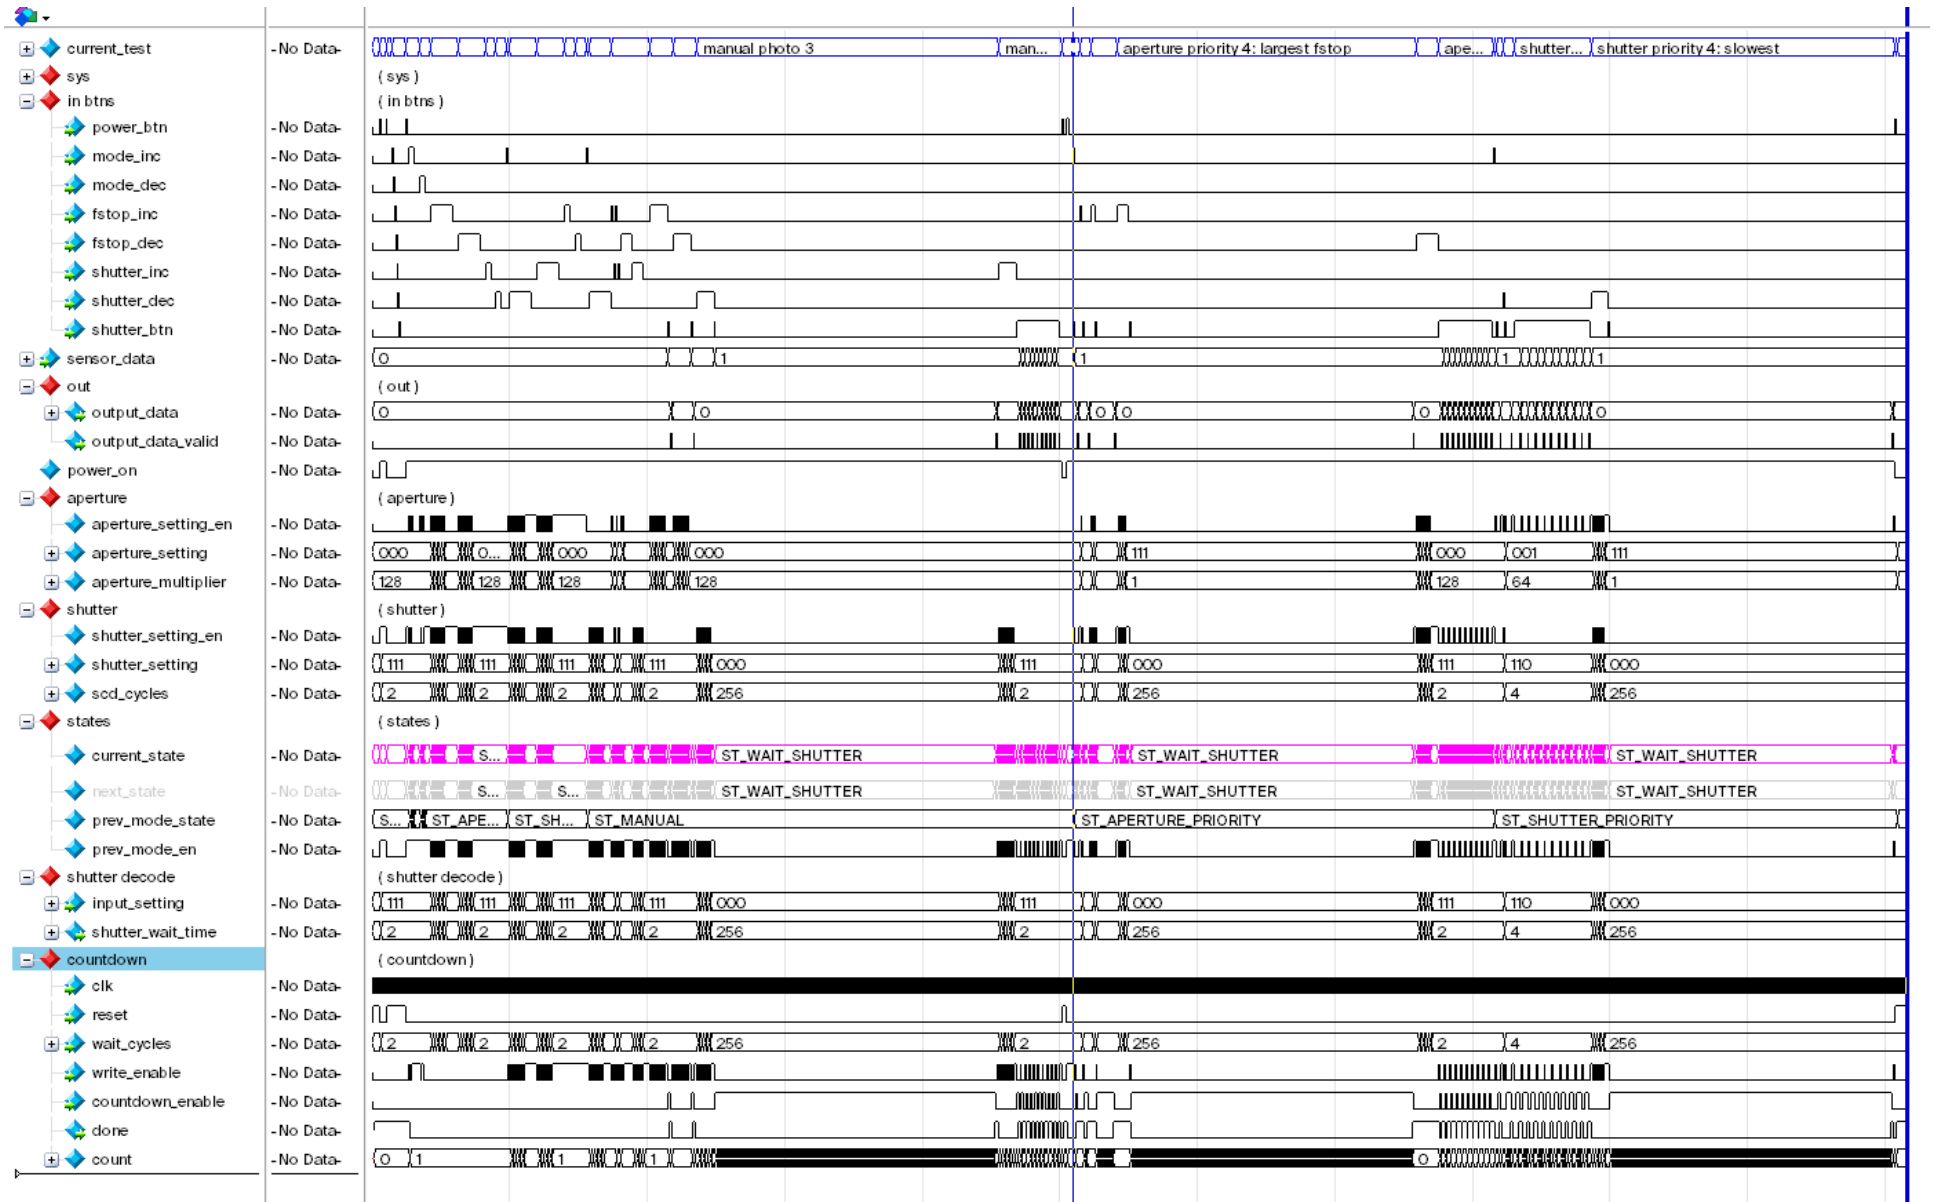 current_test -No Data- manual photo 3 man... aperture priority 4: largest fstop ape... shutter... shutter priority 4: slowest
sys (sys)
in btns (in btns)
power_btn -No Data-
mode_inc -No Data-
mode_dec -No Data-
fstop_inc -No Data-
fstop_dec -No Data-
shutter_inc -No Data-
shutter_dec -No Data-
shutter_btn -No Data-
sensor_data -No Data- 0 1 1 1 1
out (out)
output_data -No Data- 0 0 0 0 0 0
output_data_valid -No Data-
power_on -No Data-
aperture (aperture)
aperture_setting_en -No Data-
aperture_setting -No Data- 000 0... 000 000 111 000 001 111
aperture_multiplier -No Data- 128 128 128 128 1 128 64 1
shutter (shutter)
shutter_setting_en -No Data-
shutter_setting -No Data- 111 111 111 111 000 111 000 111 110 000
scd_cycles -No Data- 2 2 2 2 256 2 256 2 4 256
states (states)
current_state -No Data- S... ST_WAIT_SHUTTER ST_WAIT_SHUTTER ST_WAIT_SHUTTER
next_state -No Data- S... S... ST_WAIT_SHUTTER ST_WAIT_SHUTTER ST_WAIT_SHUTTER
prev_mode_state -No Data- S... ST_APE... ST_SH... ST_MANUAL ST_APERTURE_PRIORITY ST_SHUTTER_PRIORITY
prev_mode_en -No Data-
shutter decode (shutter decode)
input_setting -No Data- 111 111 111 111 000 111 000 111 110 000
shutter_wait_time -No Data- 2 2 2 2 256 2 256 2 4 256
countdown (countdown)
clk -No Data-
reset -No Data-
wait_cycles -No Data- 2 2 2 2 256 2 256 2 4 256
write_enable -No Data-
countdown_enable -No Data-
done -No Data-
count -No Data- 0 1 1 1 0